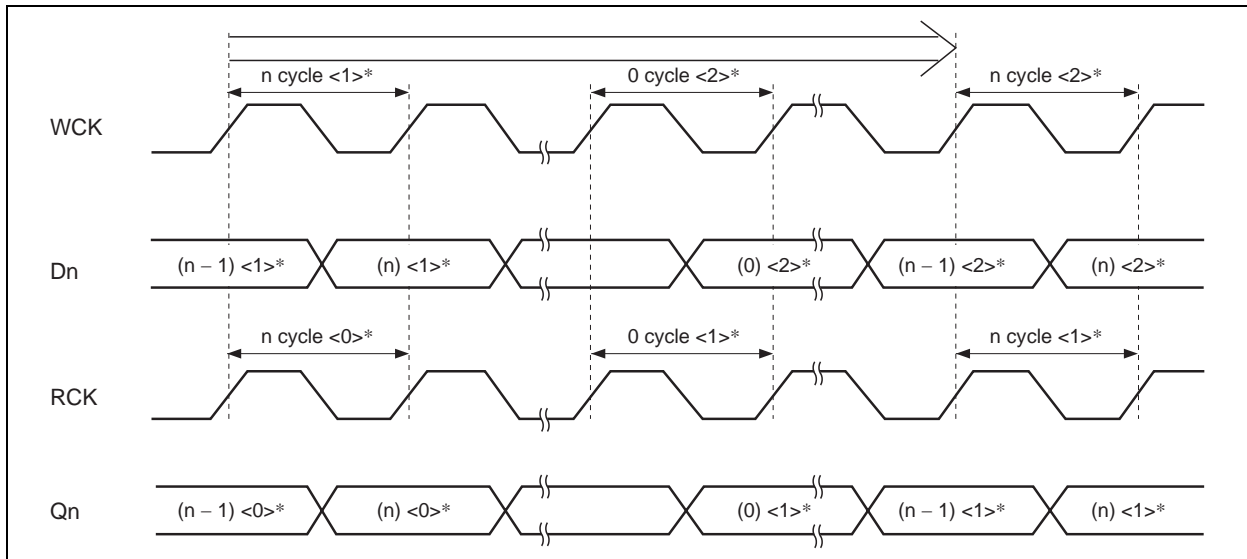 n cycle <1>* 0 cycle <2>* n cycle <2>*
WCK
Dn (n – 1) <1>* (n) <1>* (0) <2>* (n – 1) <2>* (n) <2>*
n cycle <0>* 0 cycle <1>* n cycle <1>*
RCK
Qn (n – 1) <0>* (n) <0>* (0) <1>* (n – 1) <1>* (n) <1>*